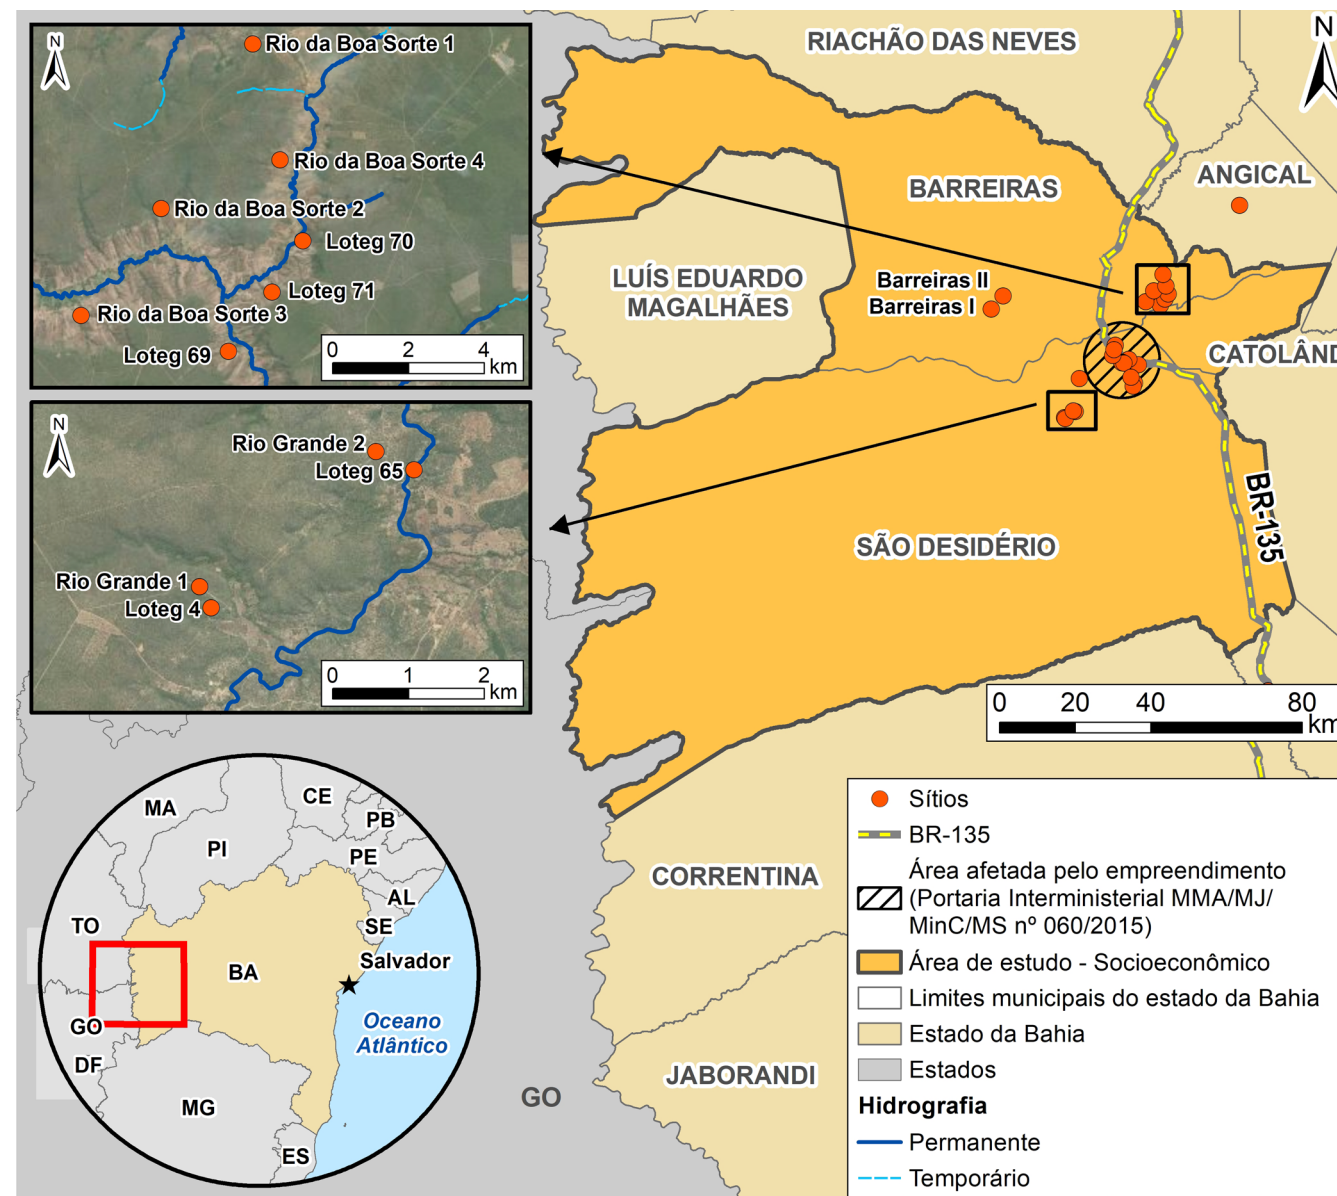 N
Rio da Boa Sorte 1
Rio da Boa Sorte 4
Rio da Boa Sorte 2
Loteg 70
Loteg 71
Rio da Boa Sorte 3
Loteg 69
0 2 4
km
N
Rio Grande 2
Loteg 65
Rio Grande 1
Loteg 4
0 1 2
km
RIACHÃO DAS NEVES
N
ANGICAL
BARREIRAS
LUÍS EDUARDO
MAGALHÃES
Barreiras II
Barreiras I
CATOLÂND
BR-135
SÃO DESIDÉRIO
0 20 40 80
km
CORRENTINA
JABORANDI
GO
MA
CE
PB
PI
PE
AL
SE
TO
BA
Salvador
GO
Oceano
Atlântico
DF
MG
ES
Sítios
BR-135
Área afetada pelo empreendimento
(Portaria Interministerial MMA/MJ/
MinC/MS nº 060/2015)
Área de estudo - Socioeconômico
Limites municipais do estado da Bahia
Estado da Bahia
Estados
Hidrografia
Permanente
Temporário